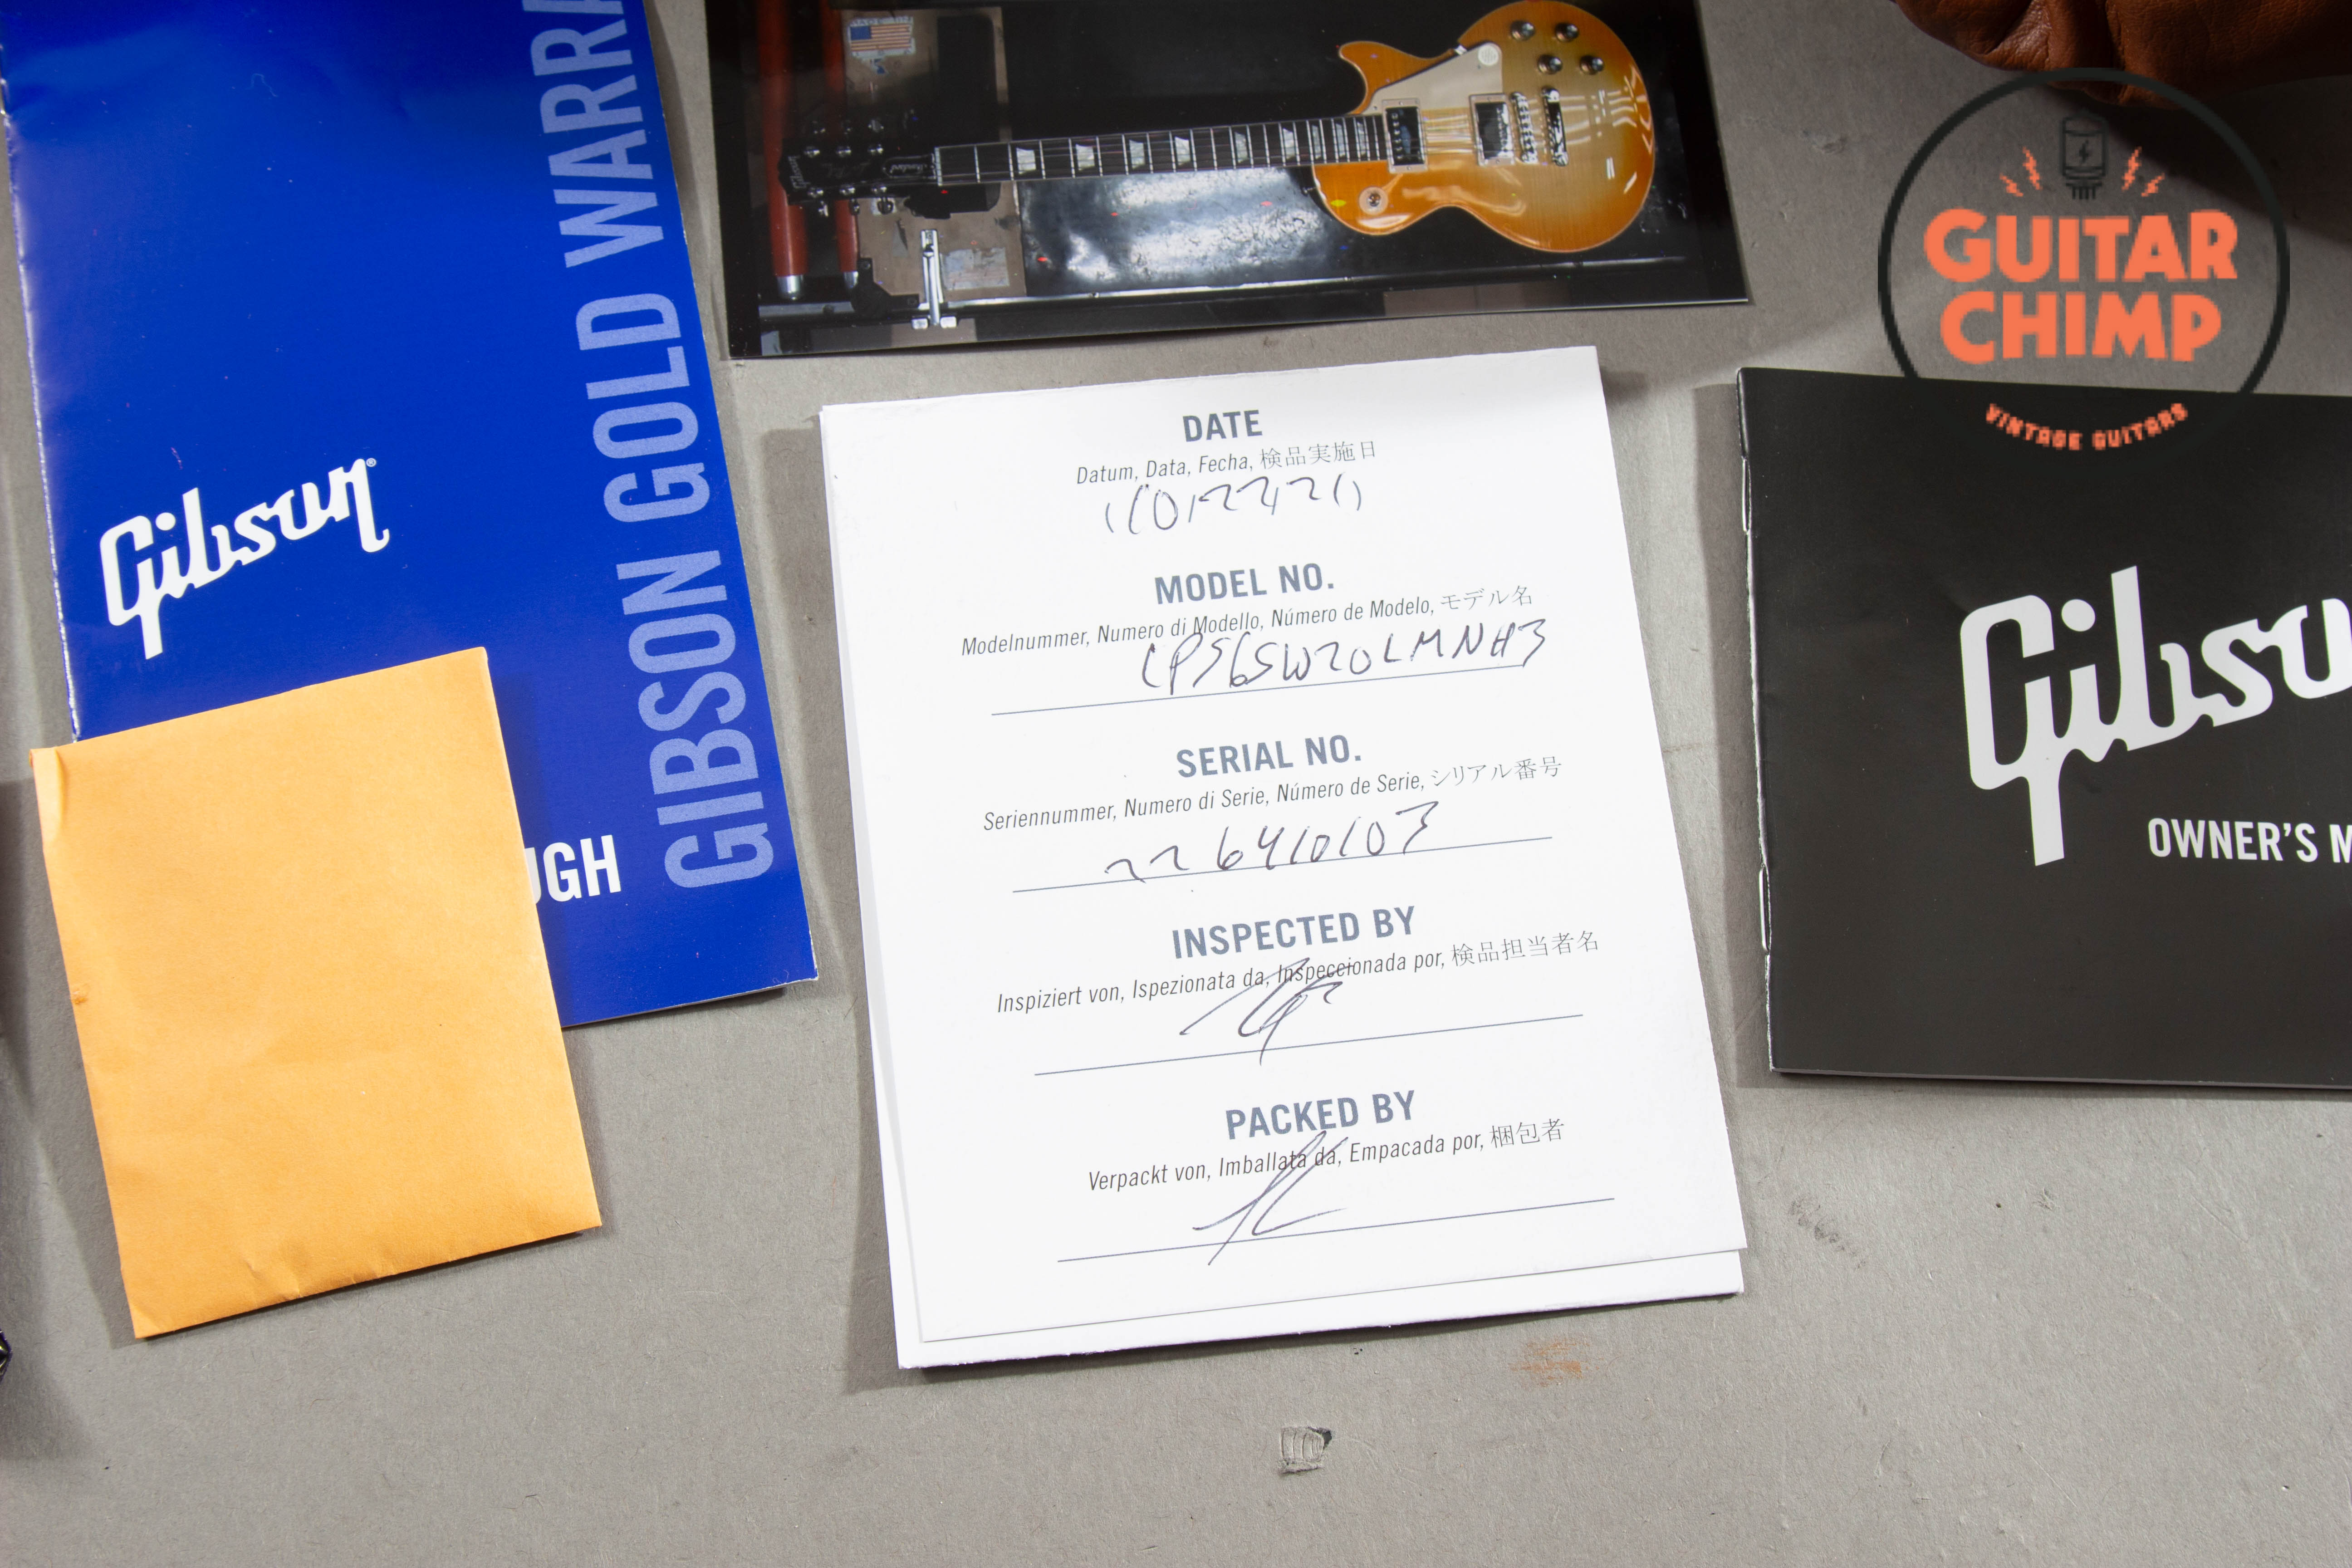 GIBSON GOLD WARR
Gibson
UGH
GUITAR
CHIMP
VINTAGE GUITARS
DATE
Datum, Data, Fecha, 検品実施日
MODEL NO.
Modelnummer, Numero di Modello, Número de Modelo, モデル名
LPS6SW20LMNH3
SERIAL NO.
Seriennummer, Numero di Serie, Número de Serie, シリアル番号
226410103
INSPECTED BY
Inspiziert von, Ispezionata da, Inspeccionada por, 検品担当者名
PACKED BY
Verpackt von, Imballata da, Empacada por, 梱包者
Gibso
OWNER'S M